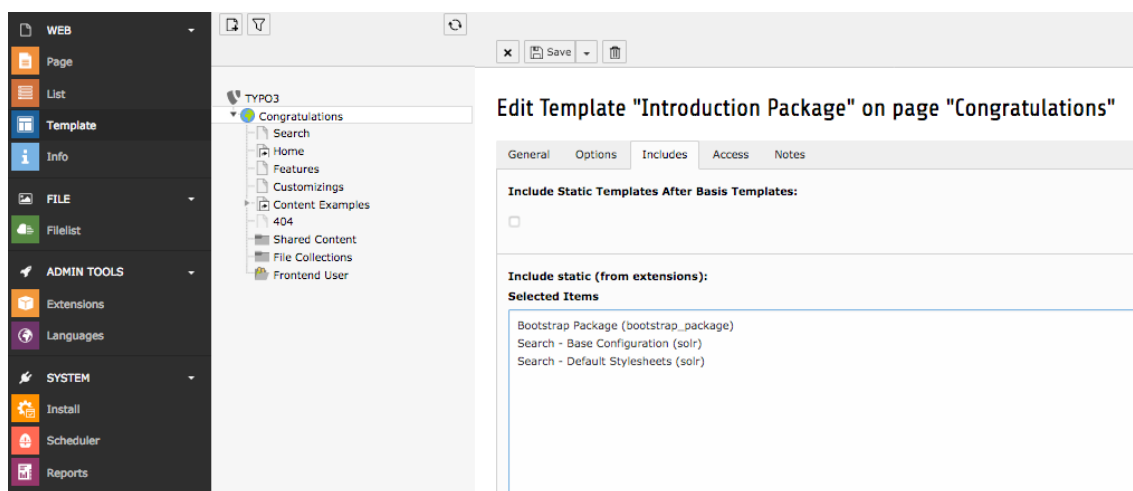 WEB
Page
List
Template
Info
FILE
Filelist
ADMIN TOOLS
Extensions
Languages
SYSTEM
Install
Scheduler
Reports
TYPO3
Congratulations
Search
Home
Features
Customizings
Content Examples
404
Shared Content
File Collections
Frontend User
Save
Edit Template "Introduction Package" on page "Congratulations"
General Options Includes Access Notes
Include Static Templates After Basis Templates:
Include static (from extensions):
Selected Items
Bootstrap Package (bootstrap_package)
Search - Base Configuration (solr)
Search - Default Stylesheets (solr)